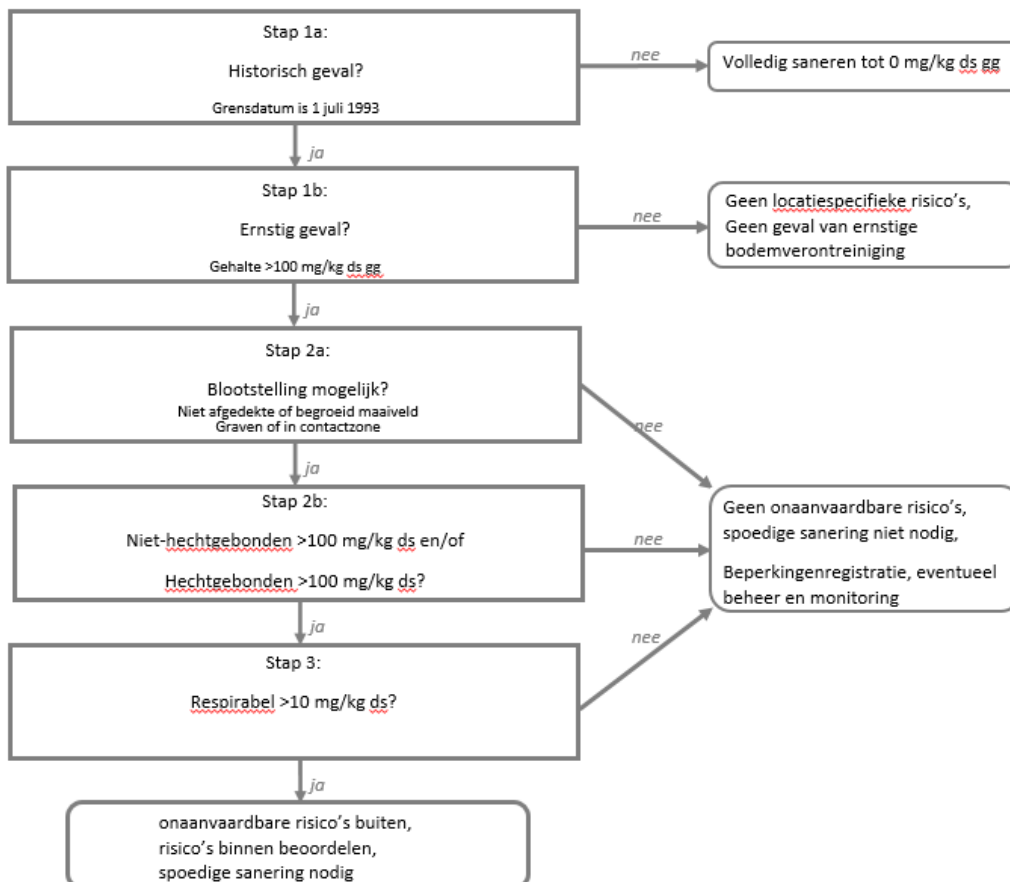 Stap 1a:
Historisch geval?
Grensdatum is 1 juli 1993
nee
Volledig saneren tot 0 mg/kg ds gg
ja
Stap 1b:
Ernstig geval?
Gehalte >100 mg/kg ds gg
nee
Geen locatiespecifieke risico's,
Geen geval van ernstige
bodemverontreiniging
ja
Stap 2a:
Blootstelling mogelijk?
Niet afgedekte of begroeid maaiveld
Graven of in contactzone
nee
ja
Stap 2b:
Niet-hechtgebonden >100 mg/kg ds en/of
Hechtgebonden >100 mg/kg ds?
nee
Geen onaanvaardbare risico's,
spoedige sanering niet nodig,
Beperkingenregistratie, eventueel
beheer en monitoring
ja
Stap 3:
Respirabel >10 mg/kg ds?
nee
ja
onaanvaardbare risico's buiten,
risico's binnen beoordelen,
spoedige sanering nodig